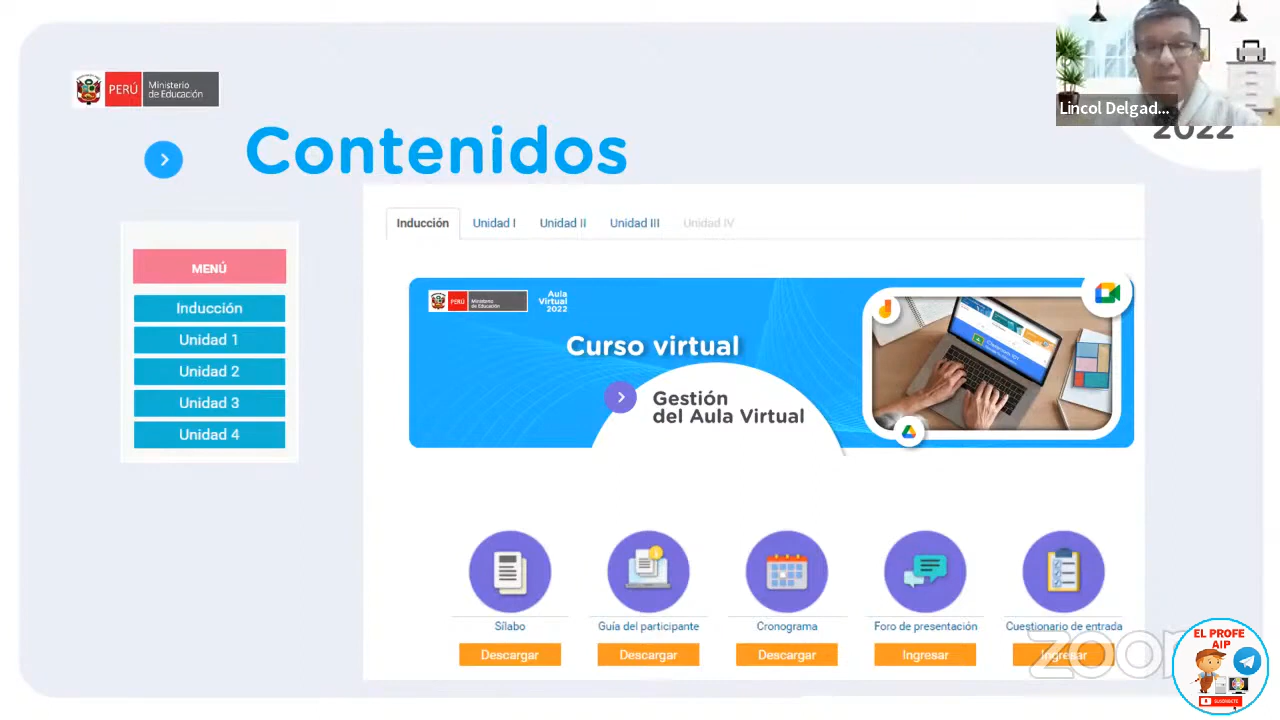 PERÚ
Ministerio
de Educación
Lincol Delgad...
2022
Contenidos
MENÚ
Inducción
Unidad 1
Unidad 2
Unidad 3
Unidad 4
Inducción
Unidad I
Unidad II
Unidad III
Unidad IV
PERÚ
Ministerio
de Educación
Aula
Virtual
2022
Curso virtual
Gestión
del Aula Virtual
Sílabo
Guía del participante
Cronograma
Foro de presentación
Cuestionario de entrada
Descargar
Descargar
Descargar
Ingresar
Ingresar
zoom
EL PROFE
AIP
SUSCRÍBETE